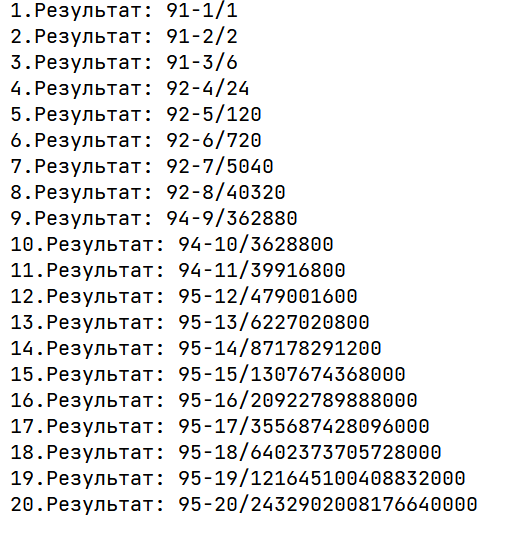 1.Результат: 91-1/1
2.Результат: 91-2/2
3.Результат: 91-3/6
4.Результат: 92-4/24
5.Результат: 92-5/120
6.Результат: 92-6/720
7.Результат: 92-7/5040
8.Результат: 92-8/40320
9.Результат: 94-9/362880
10.Результат: 94-10/3628800
11.Результат: 94-11/39916800
12.Результат: 95-12/479001600
13.Результат: 95-13/6227020800
14.Результат: 95-14/87178291200
15.Результат: 95-15/1307674368000
16.Результат: 95-16/20922789888000
17.Результат: 95-17/355687428096000
18.Результат: 95-18/6402373705728000
19.Результат: 95-19/121645100408832000
20.Результат: 95-20/2432902008176640000